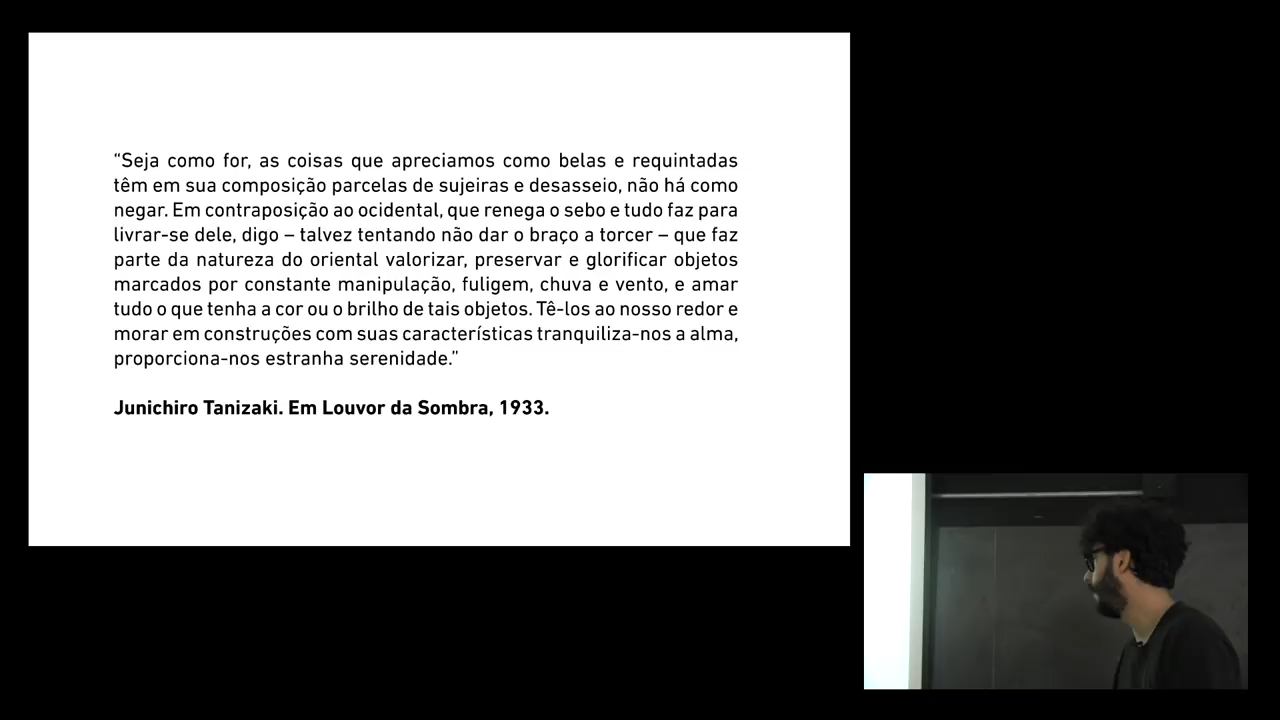 “Seja como for, as coisas que apreciamos como belas e requintadas
têm em sua composição parcelas de sujeiras e desasseio, não há como
negar. Em contraposição ao ocidental, que renega o sebo e tudo faz para
livrar-se dele, digo – talvez tentando não dar o braço a torcer – que faz
parte da natureza do oriental valorizar, preservar e glorificar objetos
marcados por constante manipulação, fuligem, chuva e vento, e amar
tudo o que tenha a cor ou o brilho de tais objetos. Tê-los ao nosso redor e
morar em construções com suas características tranquiliza-nos a alma,
proporciona-nos estranha serenidade.”
Junichiro Tanizaki. Em Louvor da Sombra, 1933.